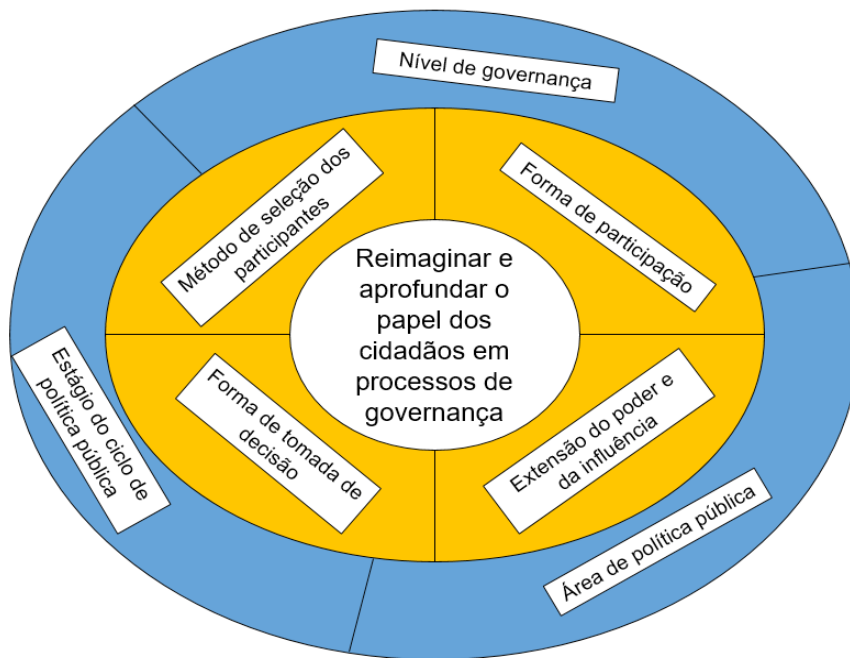 Nível de governança
Método de seleção dos
participantes
Forma de participação
Reimaginar e
aprofundar o
papel dos
cidadãos em
processos de
governança
Estágio do ciclo de
política pública
Forma de tomada de
decisão
Extensão do poder e
da influência
Área de política pública